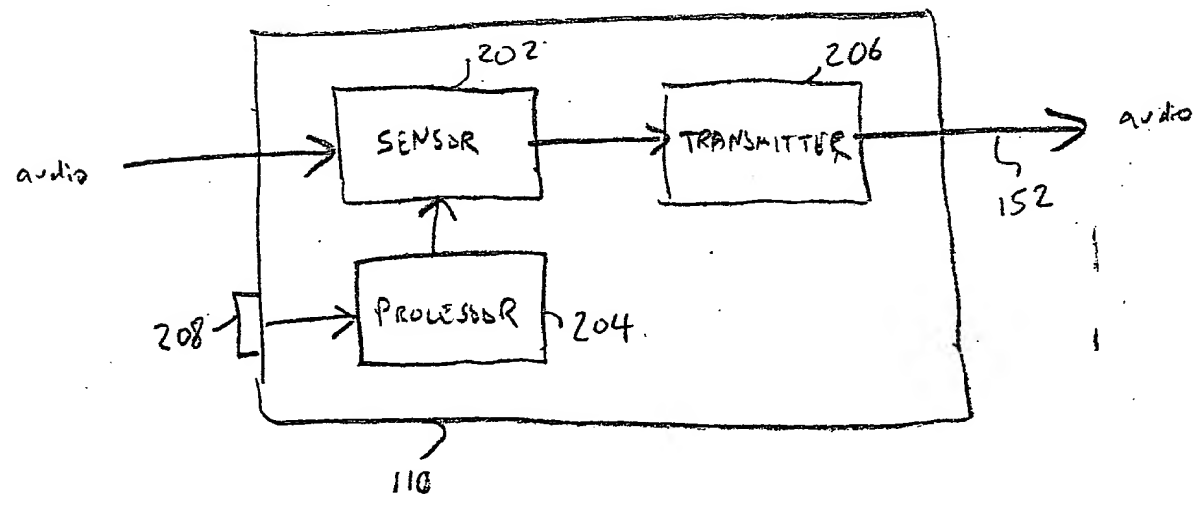 202
206
SENSOR
TRANSMITTER
audio
audio
152
208
PROCESSOR
204
110